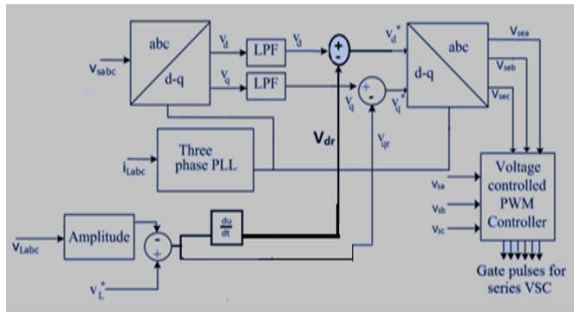 abc
d-q
v_sabc
v_d
LPF
v_d
+
-
v_d*
abc
d-q
V_sea
V_seb
V_sec
v_q
LPF
v_q
+
-
v_q*
V_dr
v_qr
i_Labc
Three
phase PLL
v_Labc
Amplitude
-
+
v_L*
du
dt
v_sa
v_sb
v_sc
Voltage
controlled
PWM
Controller
Gate pulses for
series VSC